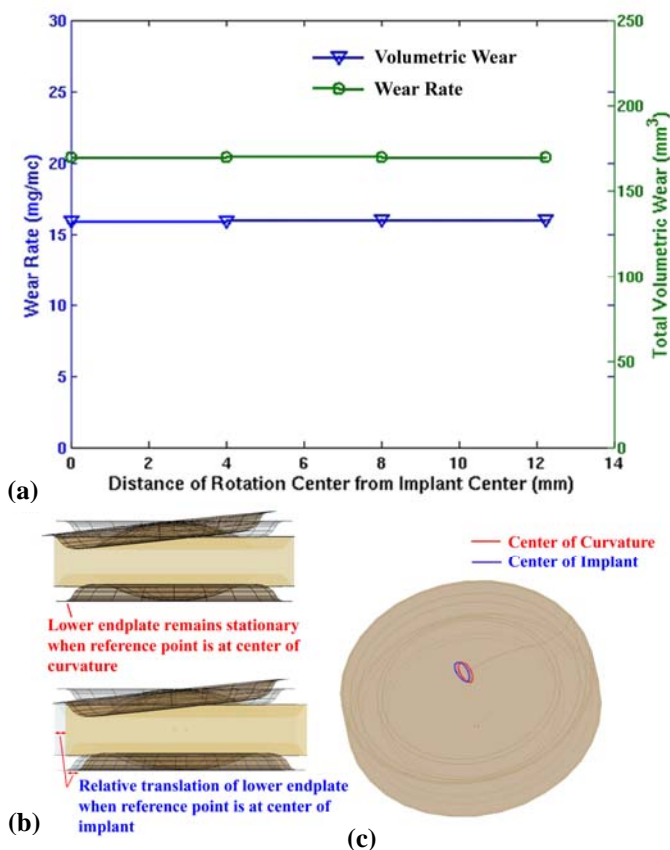 30
25
20
15
10
5
0
Wear Rate (mg/mc)
Volumetric Wear
Wear Rate
250
200
150
100
50
0
Total Volumetric Wear (mm³)
0 2 4 6 8 10 12 14
Distance of Rotation Center from Implant Center (mm)
(a)
Lower endplate remains stationary
when reference point is at center of
curvature
Relative translation of lower endplate
when reference point is at center of
implant
(b)
Center of Curvature
Center of Implant
(c)